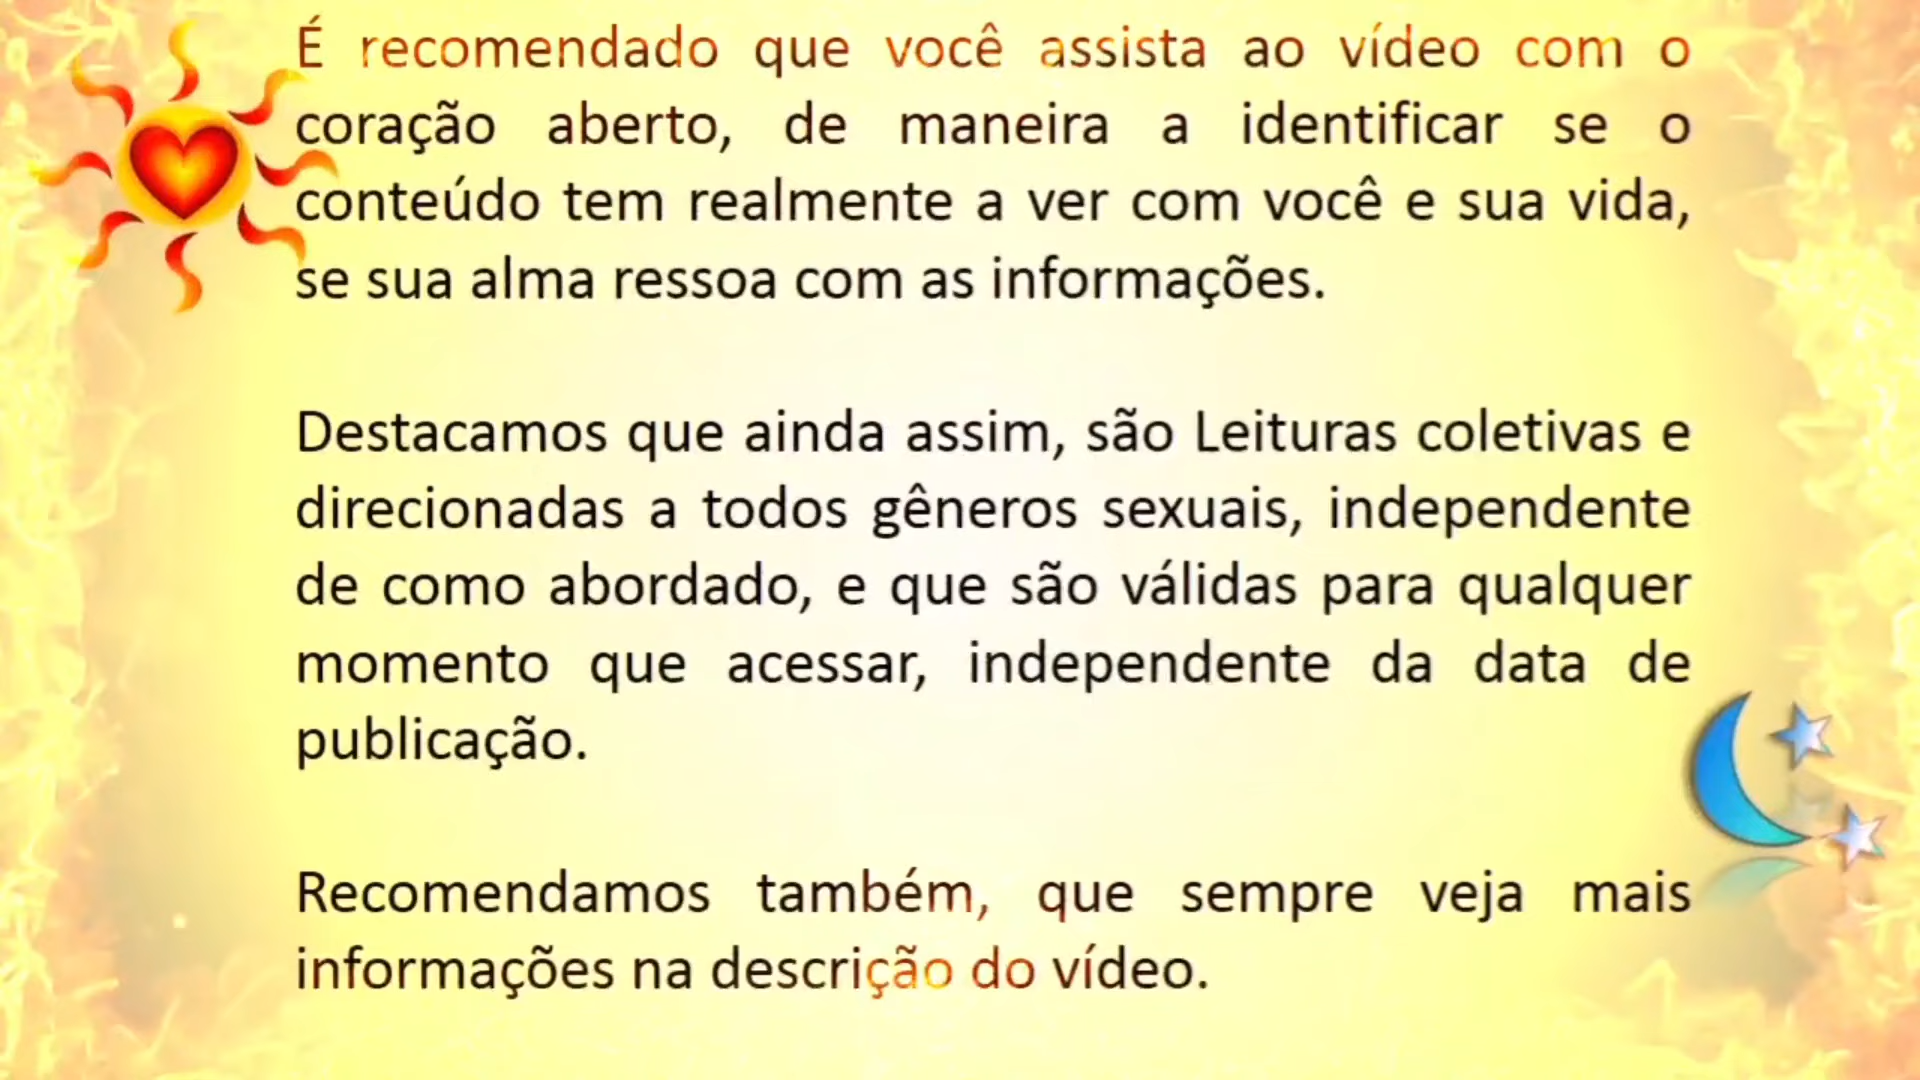 É recomendado que você assista ao vídeo com o
coração aberto, de maneira a identificar se o
conteúdo tem realmente a ver com você e sua vida,
se sua alma ressoa com as informações.
Destacamos que ainda assim, são Leituras coletivas e
direcionadas a todos gêneros sexuais, independente
de como abordado, e que são válidas para qualquer
momento que acessar, independente da data de
publicação.
Recomendamos também, que sempre veja mais
informações na descrição do vídeo.